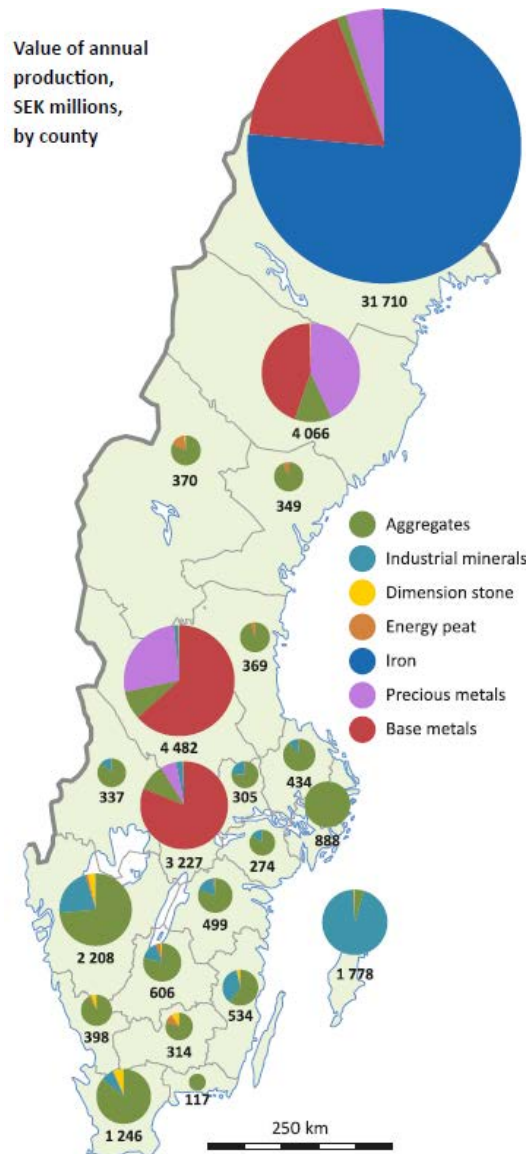 Value of annual
production,
SEK millions,
by county
31 710
4 066
370
349
Aggregates
Industrial minerals
Dimension stone
Energy peat
Iron
Precious metals
Base metals
369
4 482
434
337
305
888
3 227
274
499
2 208
1 778
606
534
398
314
117
1 246
250 km